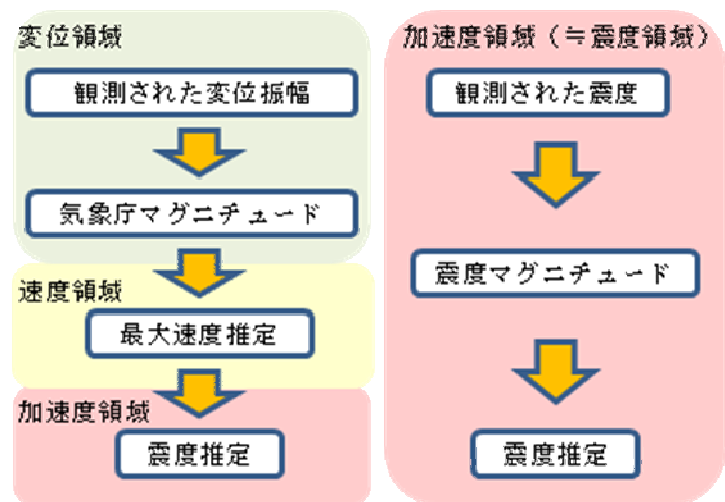 変位領域
観測された変位振幅
気象庁マグニチュード
速度領域
最大速度推定
加速度領域
震度推定
加速度領域（≒震度領域）
観測された震度
震度マグニチュード
震度推定